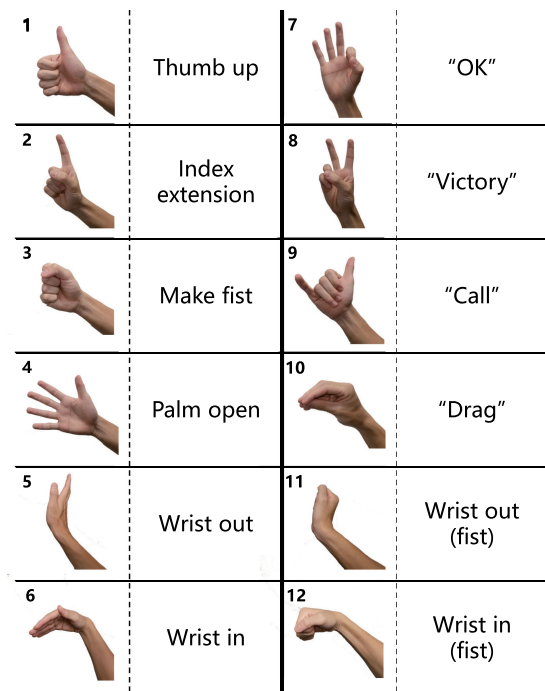 1
Thumb up
2
Index
extension
3
Make fist
4
Palm open
5
Wrist out
6
Wrist in
7
“OK”
8
“Victory”
9
“Call”
10
“Drag”
11
Wrist out
(fist)
12
Wrist in
(fist)